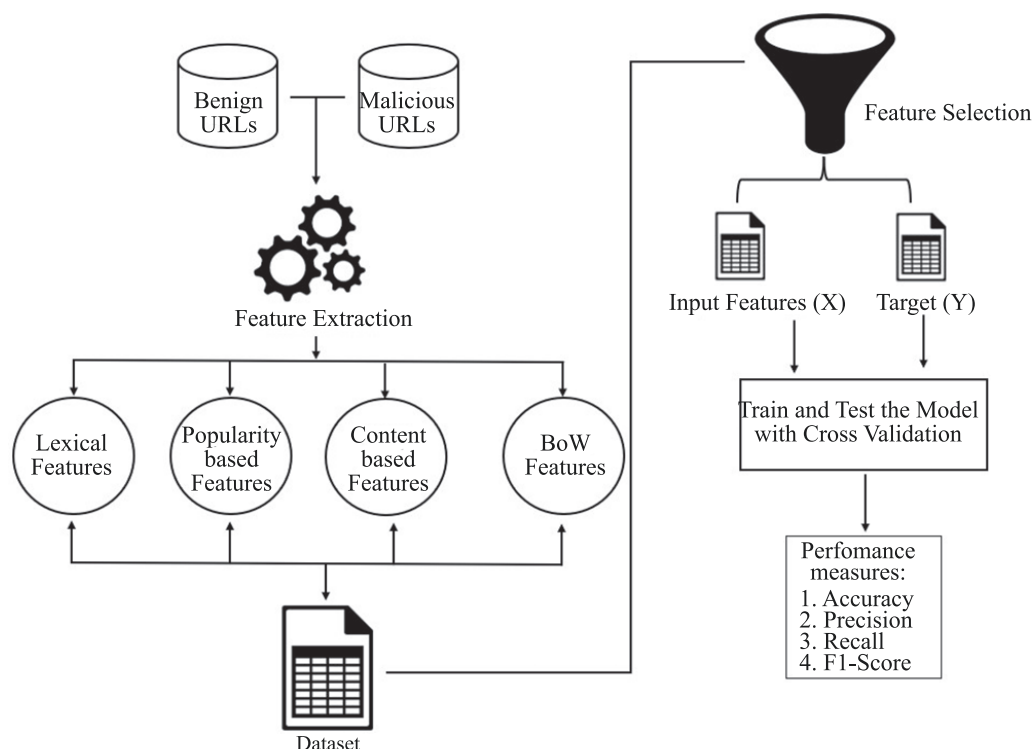 Benign
URLs
Malicious
URLs
Feature Extraction
Lexical
Features
Popularity
based
Features
Content
based
Features
BoW
Features
Dataset
Feature Selection
Input Features (X)
Target (Y)
Train and Test the Model
with Cross Validation
Perfomance
measures:
1. Accuracy
2. Precision
3. Recall
4. F1-Score